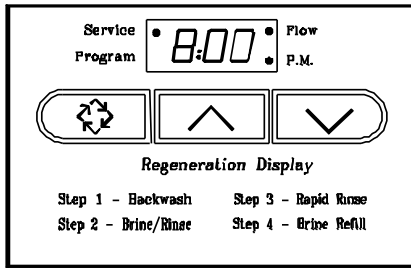 Service 8:00 Flow
Program P.M.
Regeneration Display
Step 1 - Backwash Step 3 - Rapid Rinse
Step 2 - Brine/Rinse Step 4 - Brine Refill